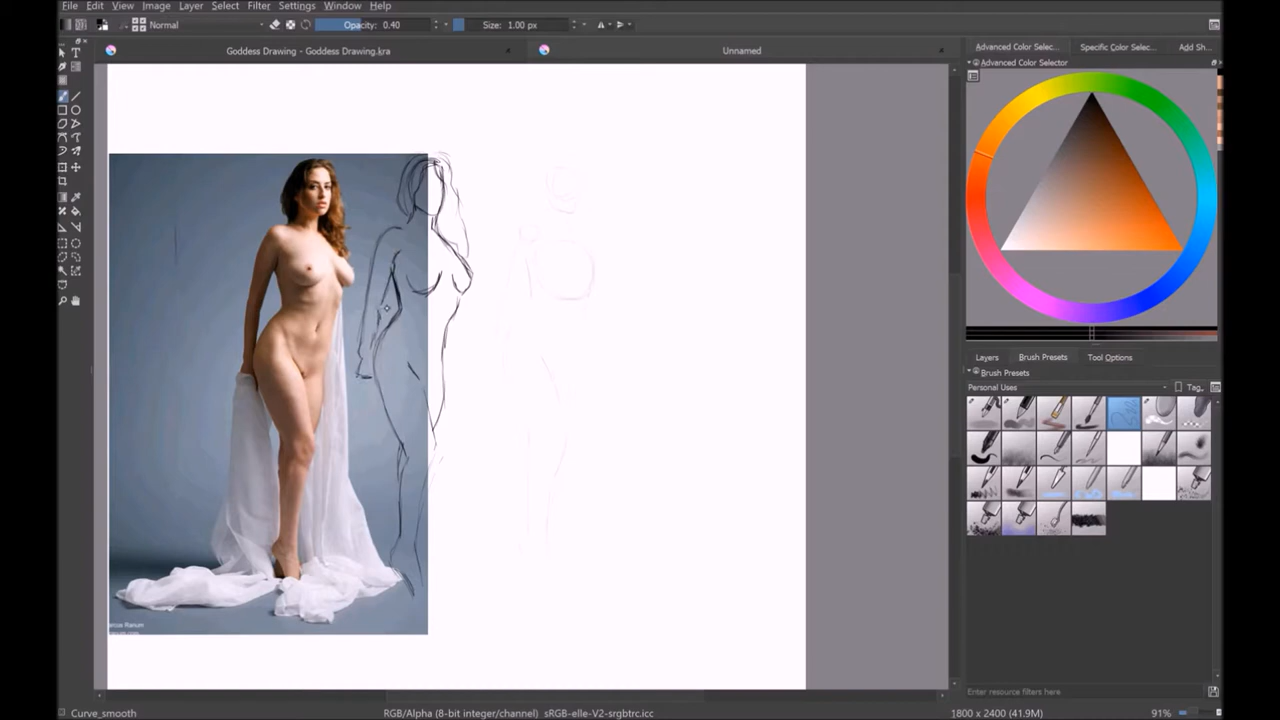 File Edit View Image Layer Select Filter Settings Window Help
Normal Opacity: 0.40 Size: 1.00 px
Goddess Drawing - Goddess Drawing.kra Unnamed
Advanced Color Selec... Specific Color Selec... Add Sh...
Advanced Color Selector
Layers Brush Presets Tool Options
Brush Presets
Personal Uses Tag
Enter resource filters here
Curve_smooth RGB/Alpha (8-bit integer/channel) sRGB-elle-V2-srgbtrc.icc 1800 x 2400 (41.9M) 91%